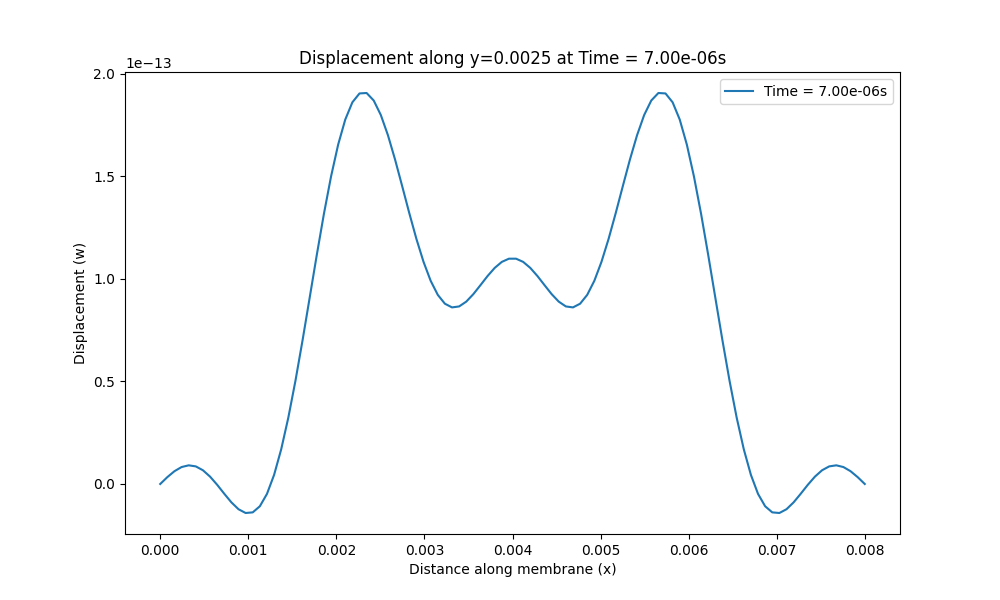 Displacement along y=0.0025 at Time = 7.00e-06s
1e−13
Time = 7.00e-06s
2.0
1.5
1.0
0.5
0.0
Displacement (w)
0.000 0.001 0.002 0.003 0.004 0.005 0.006 0.007 0.008
Distance along membrane (x)